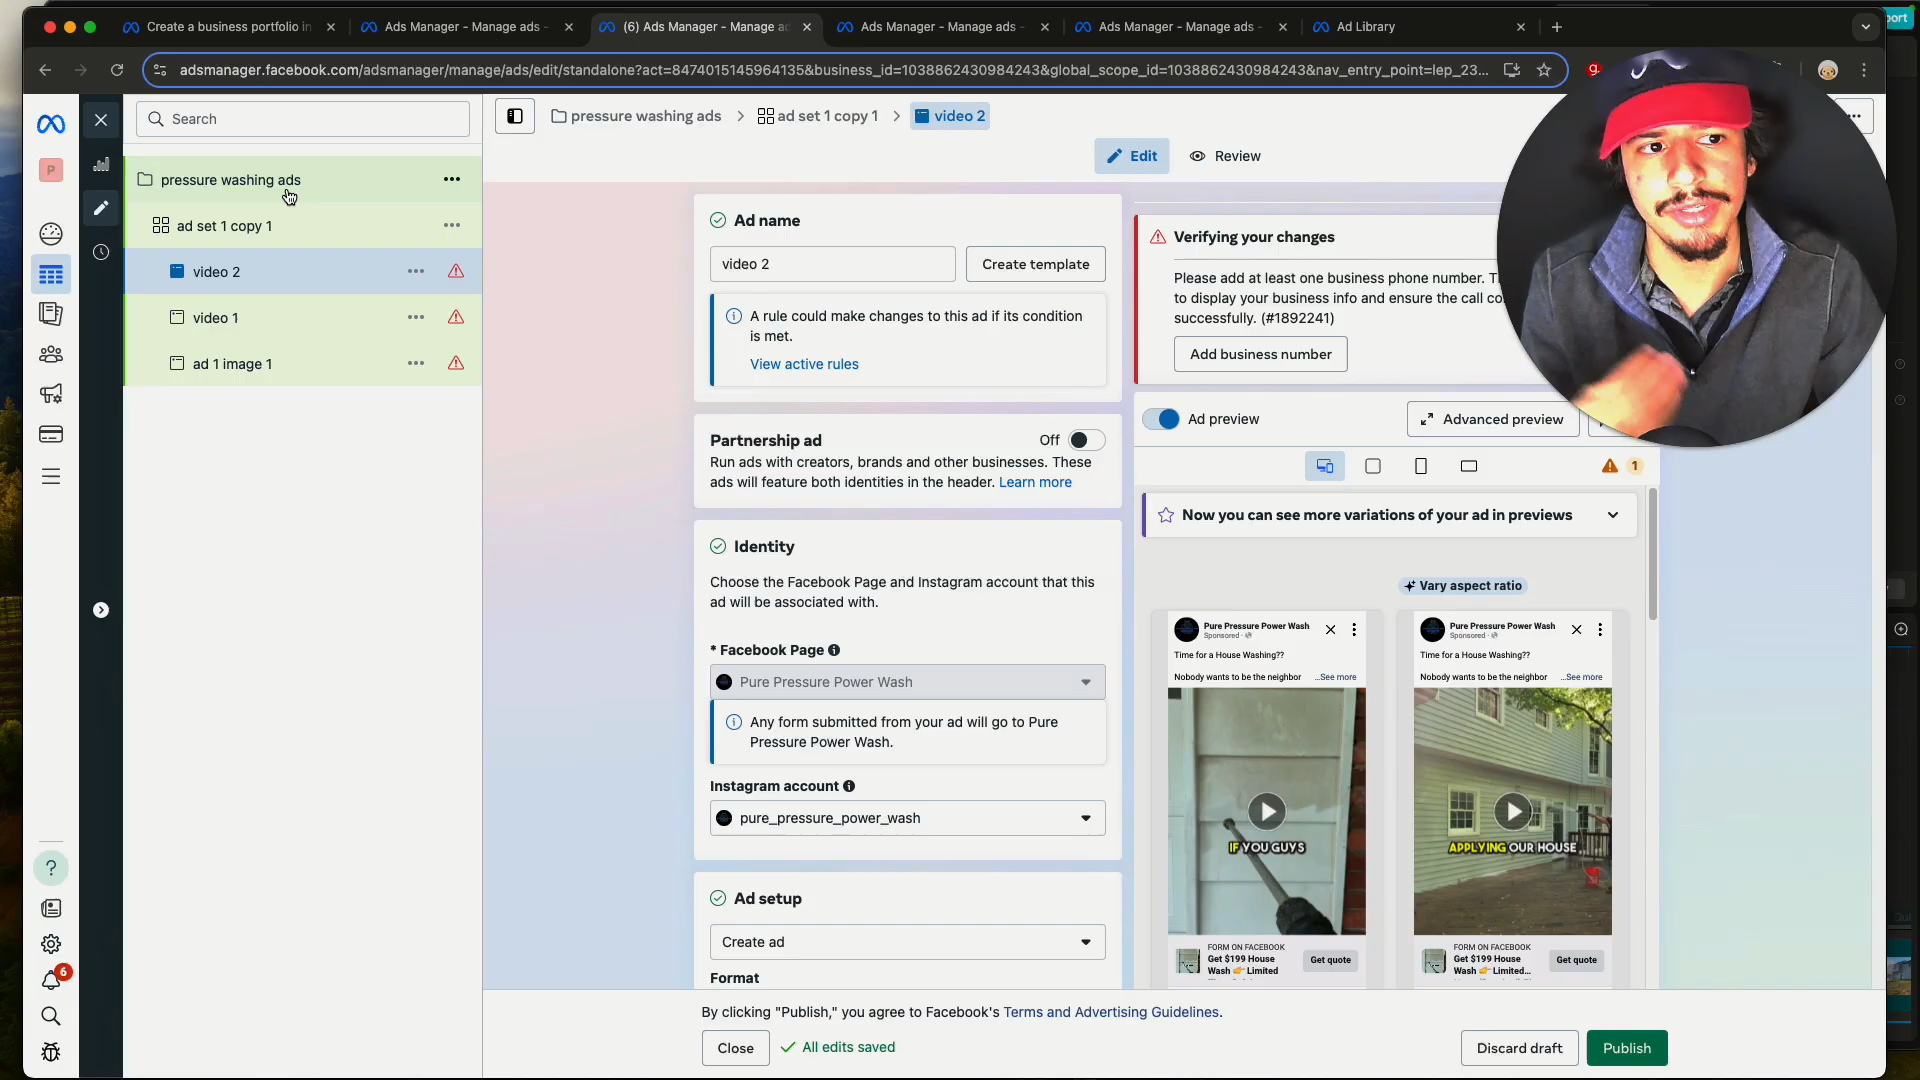 Create a business portfolio in
Ads Manager - Manage ads -
(6) Ads Manager - Manage ad
Ads Manager - Manage ads -
Ads Manager - Manage ads -
Ad Library
adsmanager.facebook.com/adsmanager/manage/ads/edit/standalone?act=8474015145964135&business_id=1038862430984243&global_scope_id=1038862430984243&nav_entry_point=lep_23...
P
Search
pressure washing ads
ad set 1 copy 1
video 2
video 1
ad 1 image 1
6
pressure washing ads
ad set 1 copy 1
video 2
Edit
Review
Ad name
video 2
Create template
A rule could make changes to this ad if its condition
is met.
View active rules
Partnership ad
Off
Run ads with creators, brands and other businesses. These
ads will feature both identities in the header. Learn more
Identity
Choose the Facebook Page and Instagram account that this
ad will be associated with.
* Facebook Page
Pure Pressure Power Wash
Any form submitted from your ad will go to Pure
Pressure Power Wash.
Instagram account
pure_pressure_power_wash
Ad setup
Create ad
Format
Verifying your changes
Please add at least one business phone number. T
to display your business info and ensure the call co
successfully. (#1892241)
Add business number
Ad preview
Advanced preview
1
Now you can see more variations of your ad in previews
Vary aspect ratio
Pure Pressure Power Wash
Sponsored
Time for a House Washing??
Nobody wants to be the neighbor ...See more
IF YOU GUYS
FORM ON FACEBOOK
Get $199 House
Wash 👉 Limited
Get quote
Pure Pressure Power Wash
Sponsored
Time for a House Washing??
Nobody wants to be the neighbor ...See more
APPLYING OUR HOUSE
FORM ON FACEBOOK
Get $199 House
Wash 👉 Limited...
Get quote
By clicking "Publish," you agree to Facebook's Terms and Advertising Guidelines.
Close
All edits saved
Discard draft
Publish